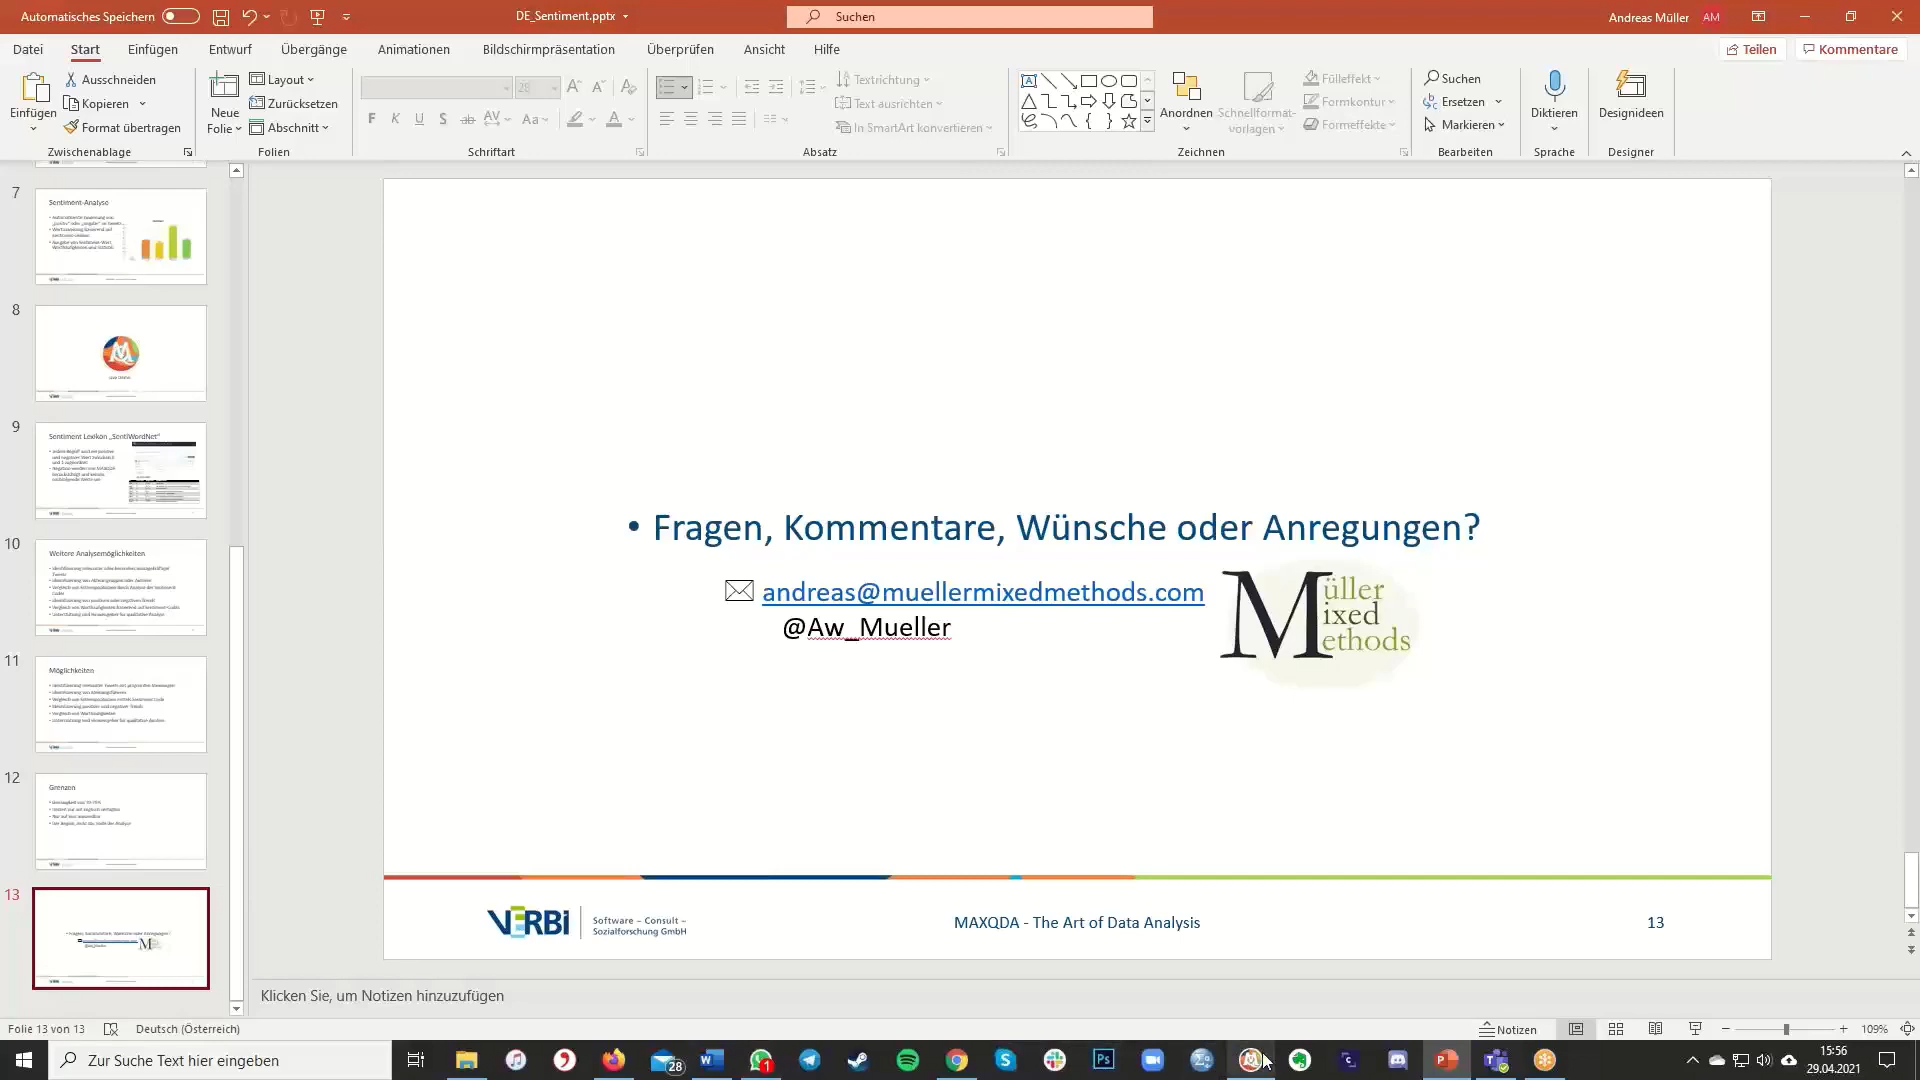 Automatisches Speichern
DE_Sentiment.pptx
Suchen
Andreas Müller
AM
Datei Start Einfügen Entwurf Übergänge Animationen Bildschirmpräsentation Überprüfen Ansicht Hilfe
Teilen
Kommentare
Einfügen
Ausschneiden
Kopieren
Format übertragen
Zwischenablage
Neue
Folie
Layout
Zurücksetzen
Abschnitt
Folien
28
F K U S ab AV Aa
Schriftart
Textrichtung
Text ausrichten
In SmartArt konvertieren
Absatz
Anordnen
Schnellformat-
vorlagen
Fülleffekt
Formkontur
Formeffekte
Zeichnen
Suchen
Ersetzen
Markieren
Bearbeiten
Diktieren
Sprache
Designideen
Designer
7
Sentiment-Analyse
8
9
Sentiment Lexikon „SentiWordNet"
10
Weitere Analysemöglichkeiten
11
Möglichkeiten
12
Grenzen
13
• Fragen, Kommentare, Wünsche oder Anregungen?
andreas@muellermixedmethods.com
@Aw_Mueller
Müller
Mixed
Methods
VERBI
Software – Consult –
Sozialforschung GmbH
MAXQDA - The Art of Data Analysis
13
Klicken Sie, um Notizen hinzuzufügen
Folie 13 von 13
Deutsch (Österreich)
Notizen
109%
Zur Suche Text hier eingeben
28
1
15:56
29.04.2021